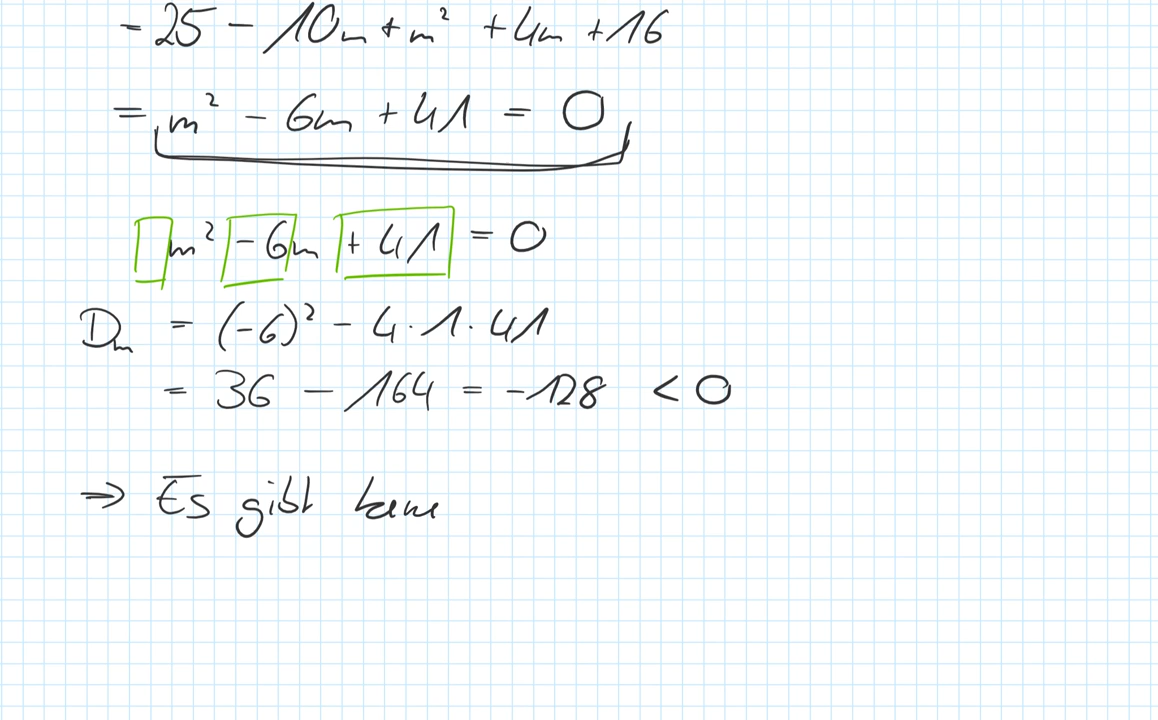 = 25 - 10m + m² + 4m + 16
= m² - 6m + 41 = 0
m² - 6m + 41 = 0
Dm = (-6)² - 4 · 1 · 41
= 36 - 164 = -128 < 0
⇒ Es gibt keine